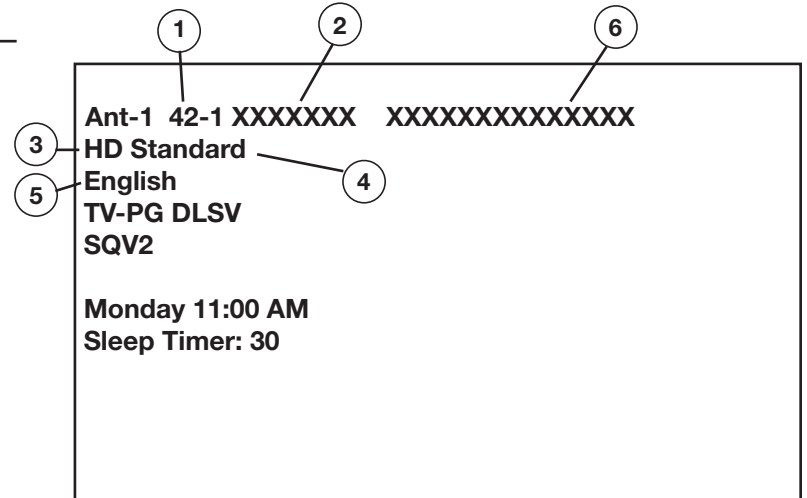 1 2 6
Ant-1 42-1 XXXXXXX XXXXXXXXXXXXXX
3 HD Standard
4
5 English
TV-PG DLSV
SQV2
Monday 11:00 AM
Sleep Timer: 30